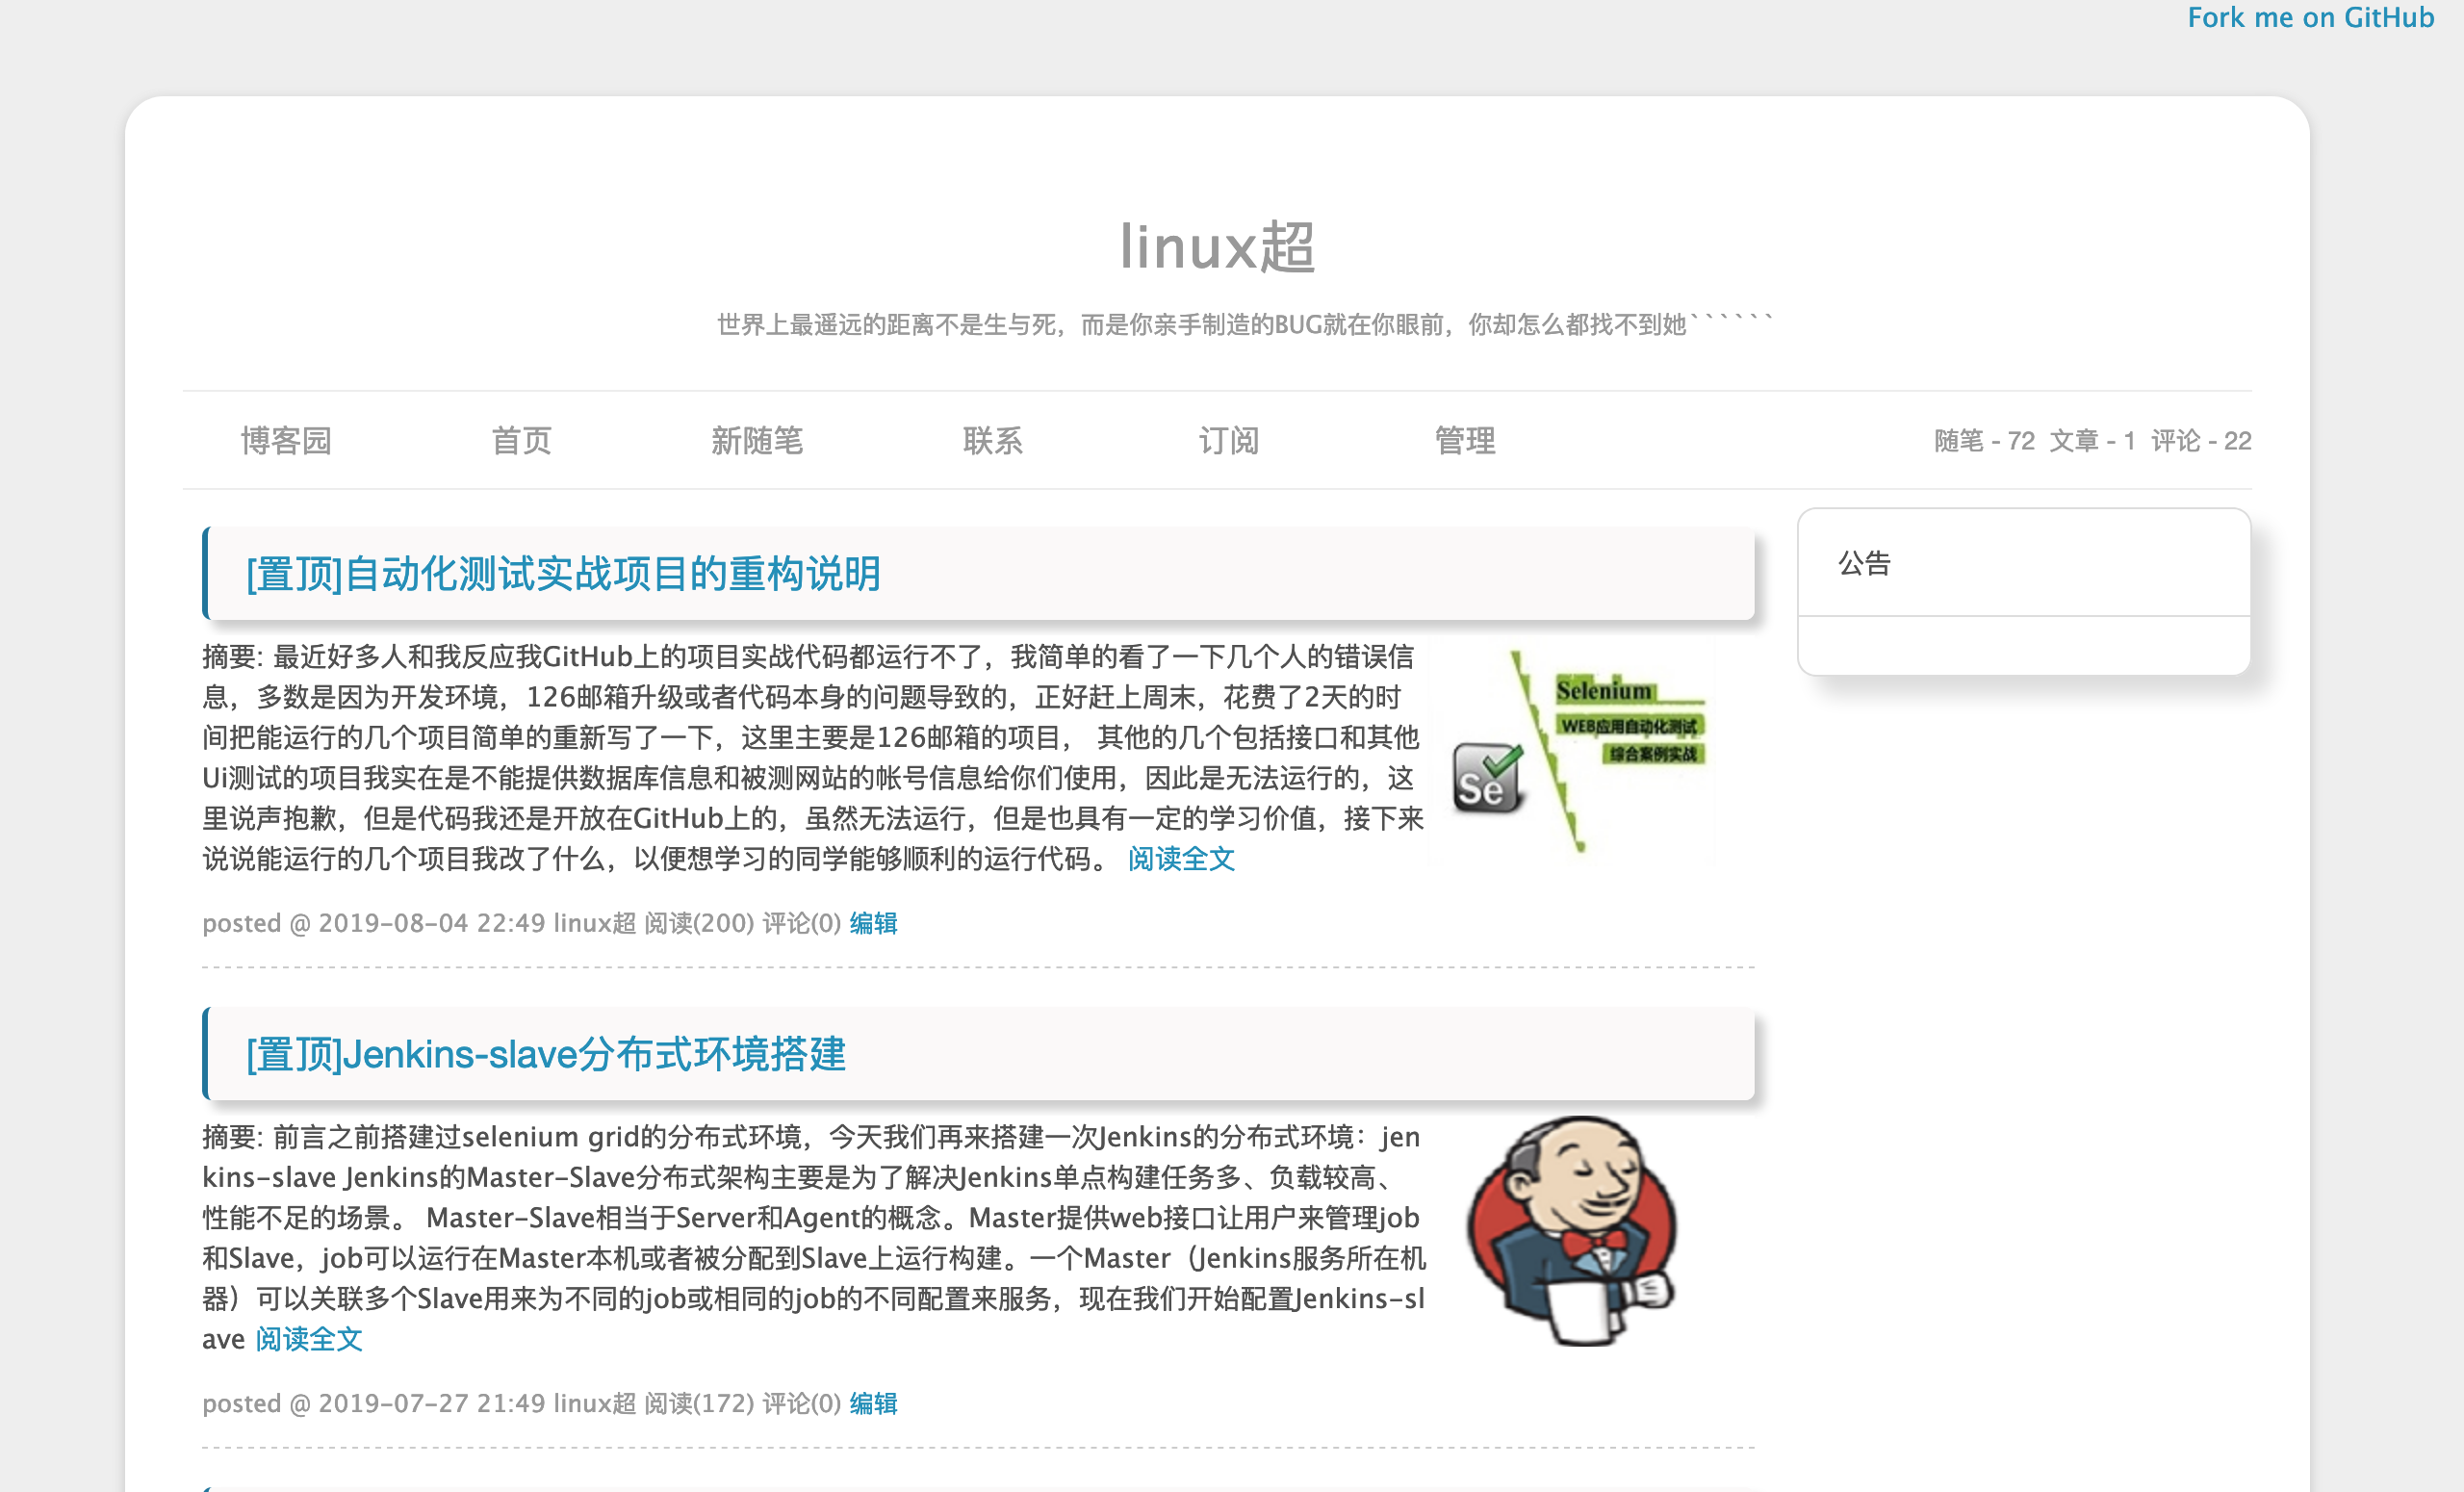 Fork me on GitHub
linux超
世界上最遥远的距离不是生与死，而是你亲手制造的BUG就在你眼前，你却怎么都找不到她``````
博客园 首页 新随笔 联系 订阅 管理 随笔 - 72 文章 - 1 评论 - 22
[置顶]自动化测试实战项目的重构说明
摘要: 最近好多人和我反应我GitHub上的项目实战代码都运行不了，我简单的看了一下几个人的错误信
息，多数是因为开发环境，126邮箱升级或者代码本身的问题导致的，正好赶上周末，花费了2天的时
间把能运行的几个项目简单的重新写了一下，这里主要是126邮箱的项目， 其他的几个包括接口和其他
Ui测试的项目我实在是不能提供数据库信息和被测网站的帐号信息给你们使用，因此是无法运行的，这
里说声抱歉，但是代码我还是开放在GitHub上的，虽然无法运行，但是也具有一定的学习价值，接下来
说说能运行的几个项目我改了什么，以便想学习的同学能够顺利的运行代码。 阅读全文
Selenium
WEB应用自动化测试
综合案例实战
Se
posted @ 2019-08-04 22:49 linux超 阅读(200) 评论(0) 编辑
[置顶]Jenkins-slave分布式环境搭建
摘要: 前言之前搭建过selenium grid的分布式环境，今天我们再来搭建一次Jenkins的分布式环境：jen
kins-slave Jenkins的Master-Slave分布式架构主要是为了解决Jenkins单点构建任务多、负载较高、
性能不足的场景。 Master-Slave相当于Server和Agent的概念。Master提供web接口让用户来管理job
和Slave，job可以运行在Master本机或者被分配到Slave上运行构建。一个Master（Jenkins服务所在机
器）可以关联多个Slave用来为不同的job或相同的job的不同配置来服务，现在我们开始配置Jenkins-sl
ave 阅读全文
posted @ 2019-07-27 21:49 linux超 阅读(172) 评论(0) 编辑
公告